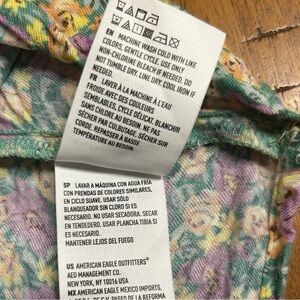 EN MACHINE WASH COLD WITH LIKE
COLORS, GENTLE CYCLE. USE ONLY
NON-CHLORINE BLEACH IF NEEDED. DO
NOT TUMBLE DRY. LINE DRY. COOL IRON IF
NEEDED.
FR LAVER À LA MACHINE À L'EAU
FROIDE AVEC DES COULEURS
SEMBLABLES, CYCLE DÉLICAT. BLANCHIR
SANS CHLORE AU BESOIN. NE PAS
SÉCHER PAR CULBUTAGE. SÉCHER SUR
CORDE. REPASSER À BASSE
TEMPÉRATURE AU BESOIN.
SP LAVAR A MÁQUINA CON AGUA FRÍA
CON PRENDAS DE COLORES SIMILARES,
EN CICLO SUAVE. USAR SÓLO
BLANQUEADOR SIN CLORO SI ES
NECESARIO. NO USAR SECADORA. SECAR
EN TENDEDERO. USAR PLANCHA TIBIA SI
ES NECESARIO.
MANTENER LEJOS DEL FUEGO
US AMERICAN EAGLE OUTFITTERS®
AEO MANAGEMENT CO.
NEW YORK, NY 10016 USA
MX AMERICAN EAGLE MEXICO IMPORTS,
PASEO DE LA REFORMA